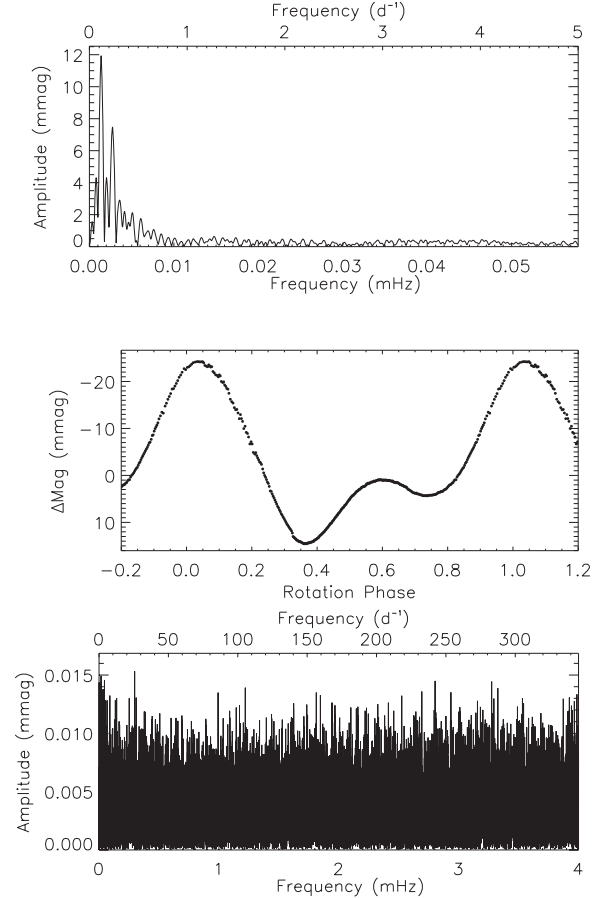 Frequency (d⁻¹)
0 1 2 3 4 5
12
10
8
6
4
2
0
Amplitude (mmag)
0.00 0.01 0.02 0.03 0.04 0.05
Frequency (mHz)
−20
−10
0
10
ΔMag (mmag)
−0.2 0.0 0.2 0.4 0.6 0.8 1.0 1.2
Rotation Phase
Frequency (d⁻¹)
0 50 100 150 200 250 300
0.015
0.010
0.005
0.000
Amplitude (mmag)
0 1 2 3 4
Frequency (mHz)